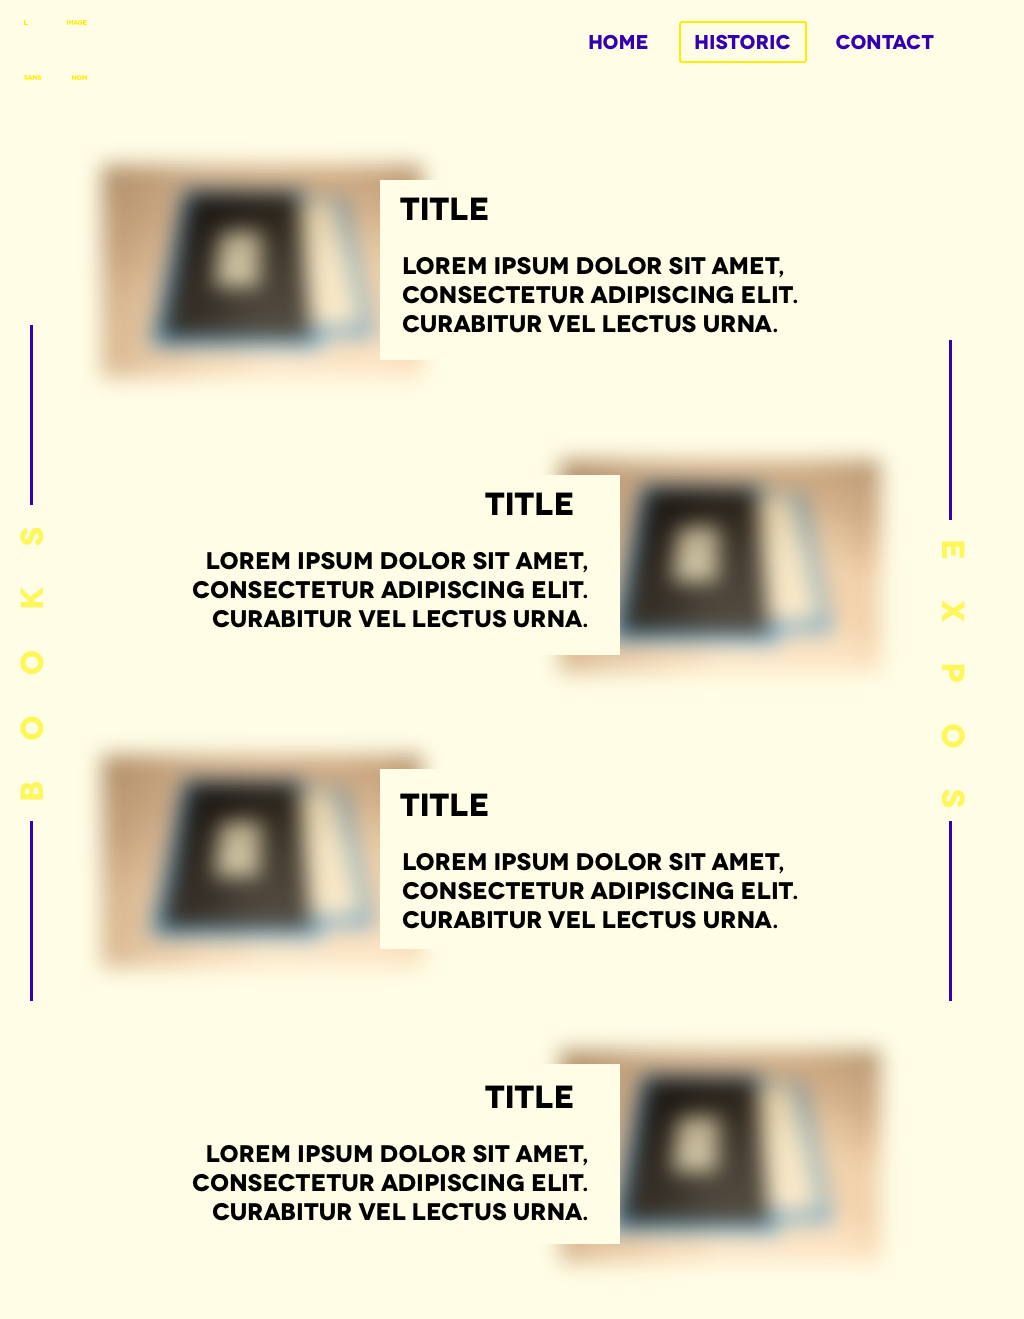 L IMAGE
SANS NOM
HOME HISTORIC CONTACT
TITLE
LOREM IPSUM DOLOR SIT AMET,
CONSECTETUR ADIPISCING ELIT.
CURABITUR VEL LECTUS URNA.
TITLE
LOREM IPSUM DOLOR SIT AMET,
CONSECTETUR ADIPISCING ELIT.
CURABITUR VEL LECTUS URNA.
BOOKS
EXPOS
TITLE
LOREM IPSUM DOLOR SIT AMET,
CONSECTETUR ADIPISCING ELIT.
CURABITUR VEL LECTUS URNA.
TITLE
LOREM IPSUM DOLOR SIT AMET,
CONSECTETUR ADIPISCING ELIT.
CURABITUR VEL LECTUS URNA.